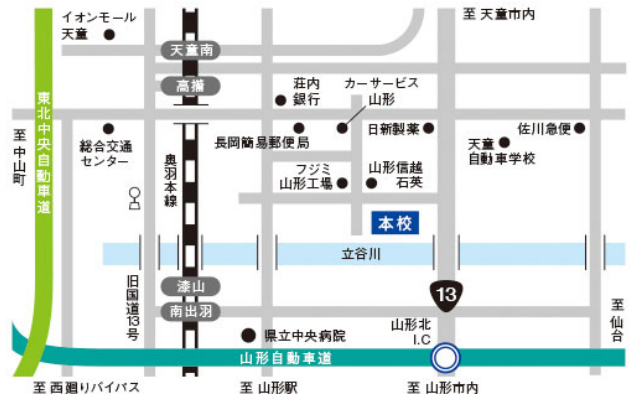 イオンモール
天童
至 天童市内
天童南
高擶
荘内
銀行
カーサービス
山形
東北中央自動車道
至 中山町
総合交通
センター
奥羽本線
長岡簡易郵便局
日新製薬
佐川急便
天童
自動車学校
フジミ
山形工場
山形信越
石英
本校
立谷川
旧国道13号
漆山
南出羽
13
山形北
I.C
至 仙台
県立中央病院
山形自動車道
至 西廻りバイパス
至 山形駅
至 山形市内